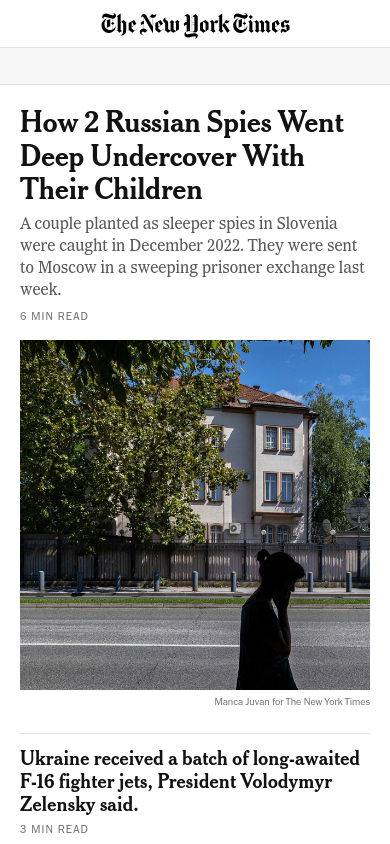 The New York Times
How 2 Russian Spies Went
Deep Undercover With
Their Children
A couple planted as sleeper spies in Slovenia
were caught in December 2022. They were sent
to Moscow in a sweeping prisoner exchange last
week.
6 MIN READ
Manca Juvan for The New York Times
Ukraine received a batch of long-awaited
F-16 fighter jets, President Volodymyr
Zelensky said.
3 MIN READ